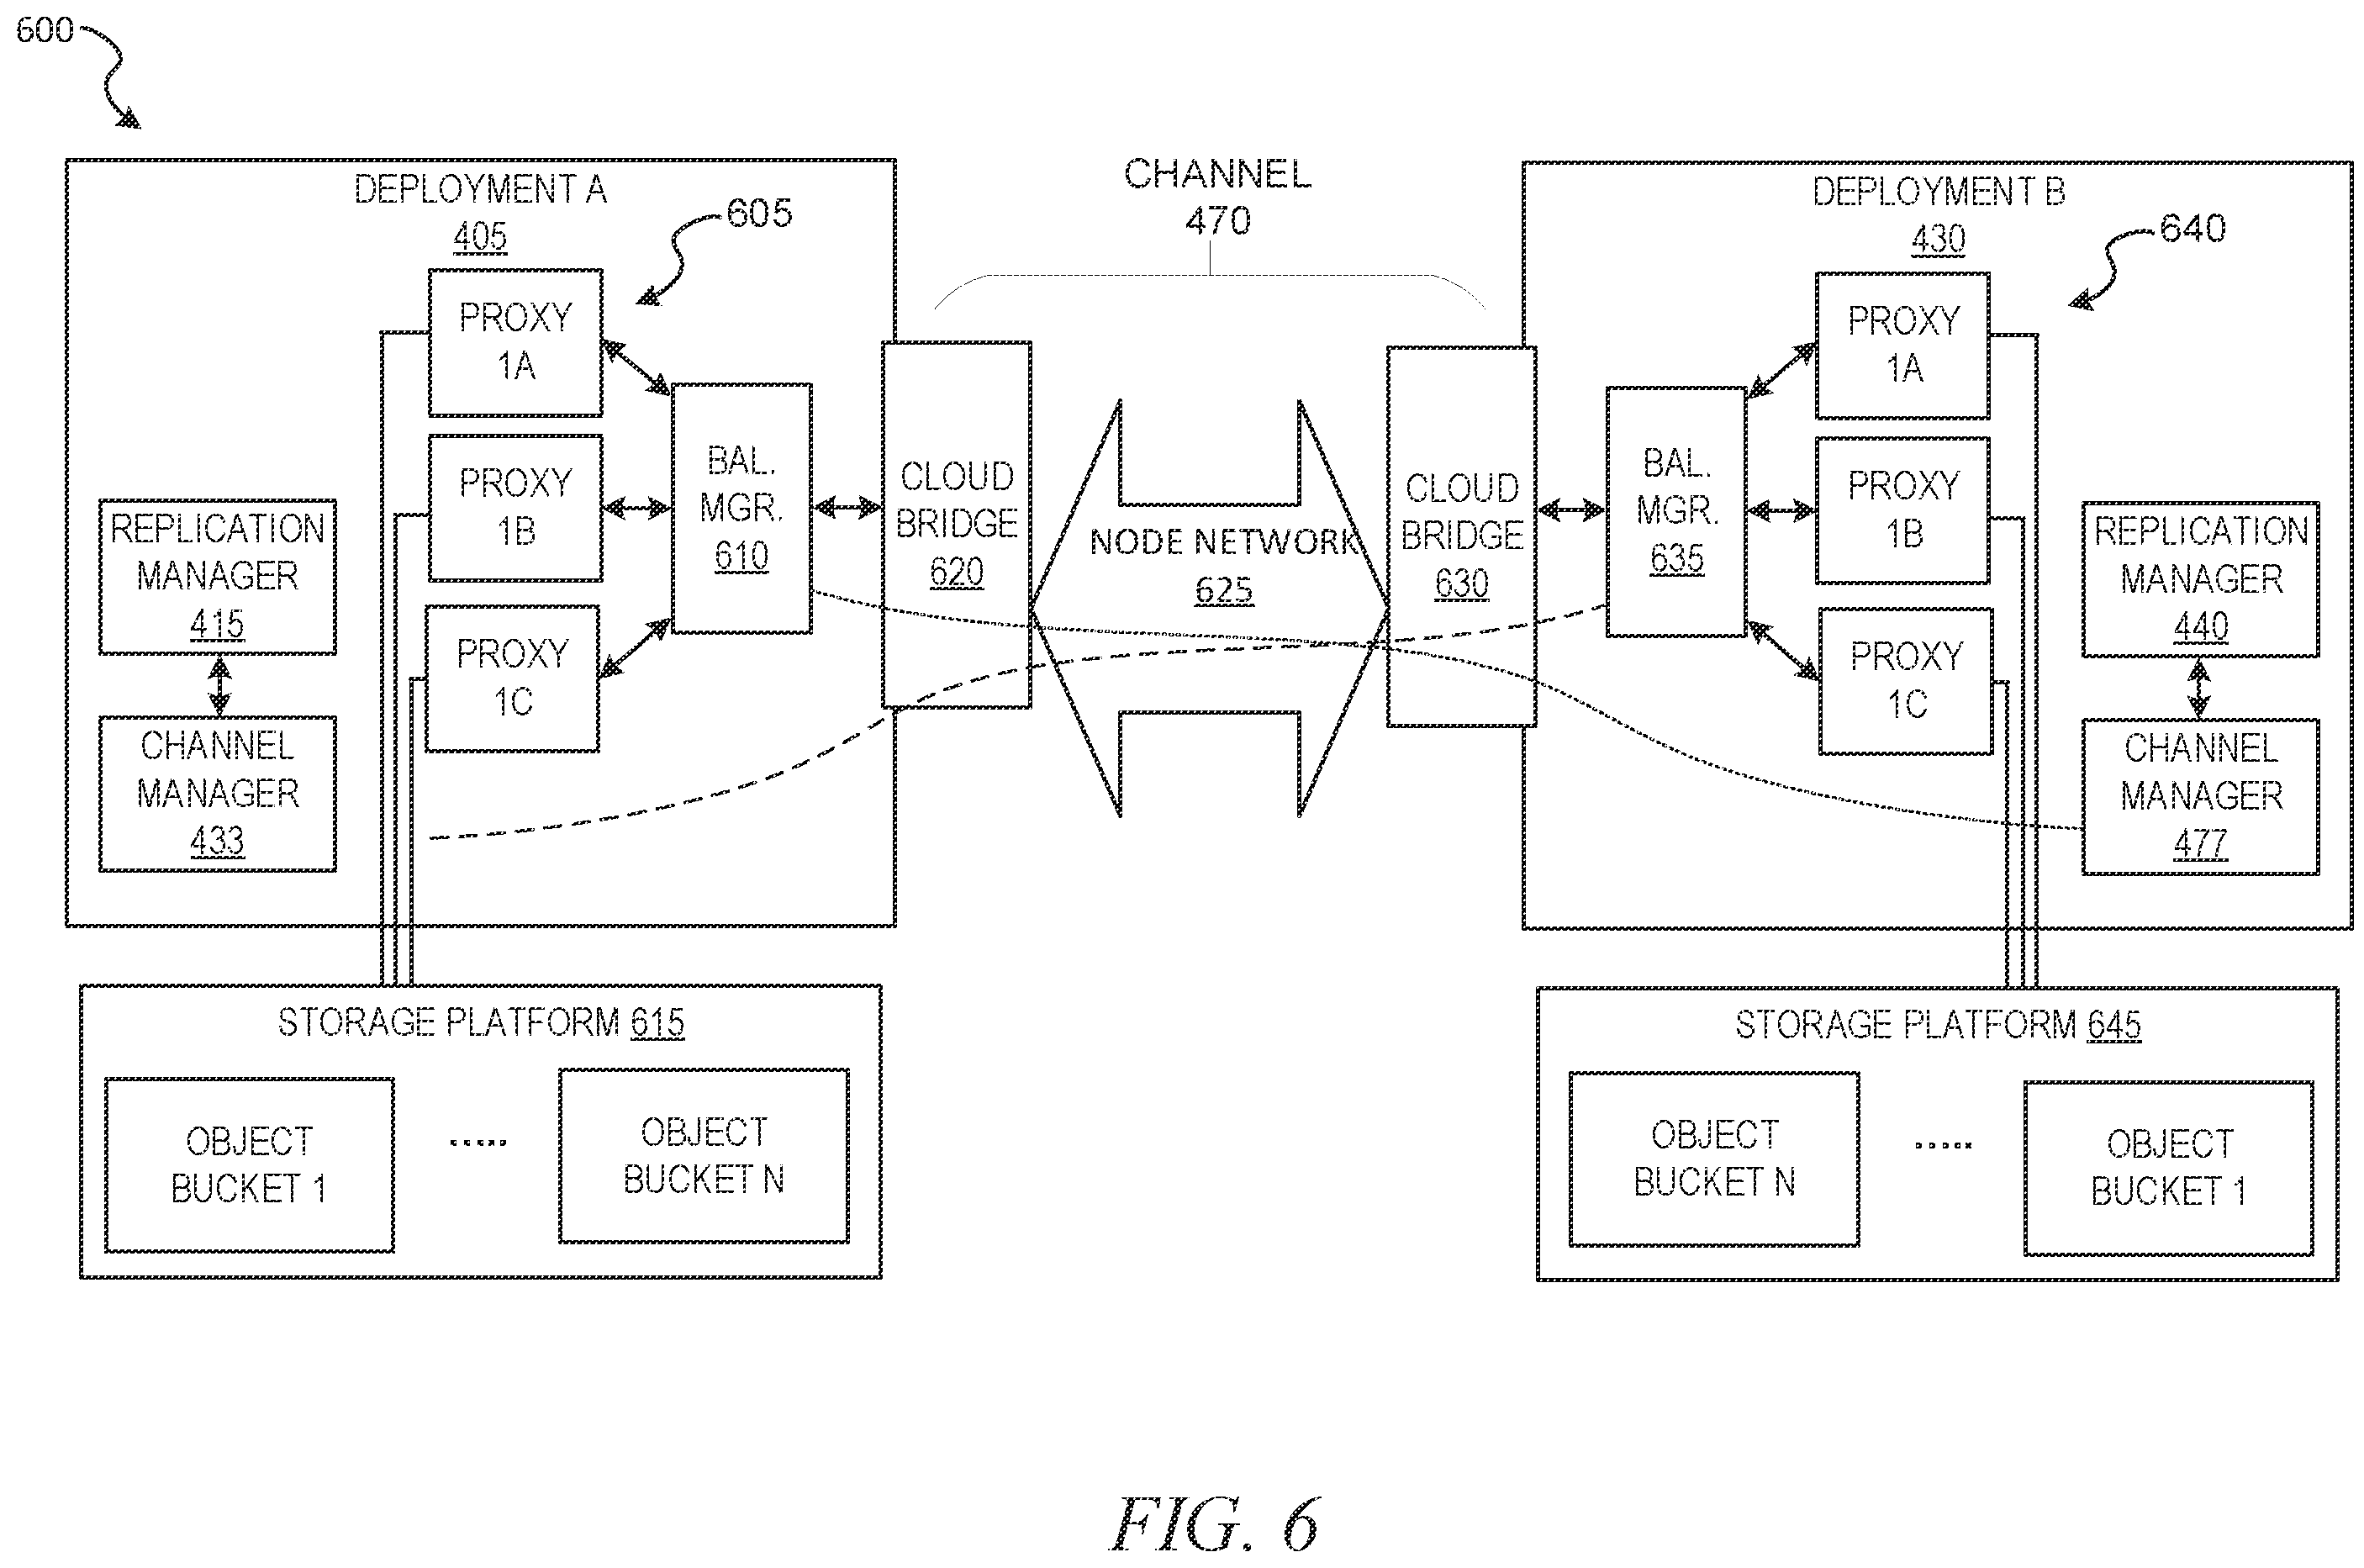 600
DEPLOYMENT A
405
605
PROXY
1A
PROXY
1B
PROXY
1C
BAL.
MGR.
610
REPLICATION
MANAGER
415
CHANNEL
MANAGER
433
CLOUD
BRIDGE
620
CHANNEL
470
NODE NETWORK
625
CLOUD
BRIDGE
630
DEPLOYMENT B
430
640
BAL.
MGR.
635
PROXY
1A
PROXY
1B
PROXY
1C
REPLICATION
MANAGER
440
CHANNEL
MANAGER
477
STORAGE PLATFORM 615
OBJECT
BUCKET 1
.....
OBJECT
BUCKET N
STORAGE PLATFORM 645
OBJECT
BUCKET N
.....
OBJECT
BUCKET 1
FIG. 6